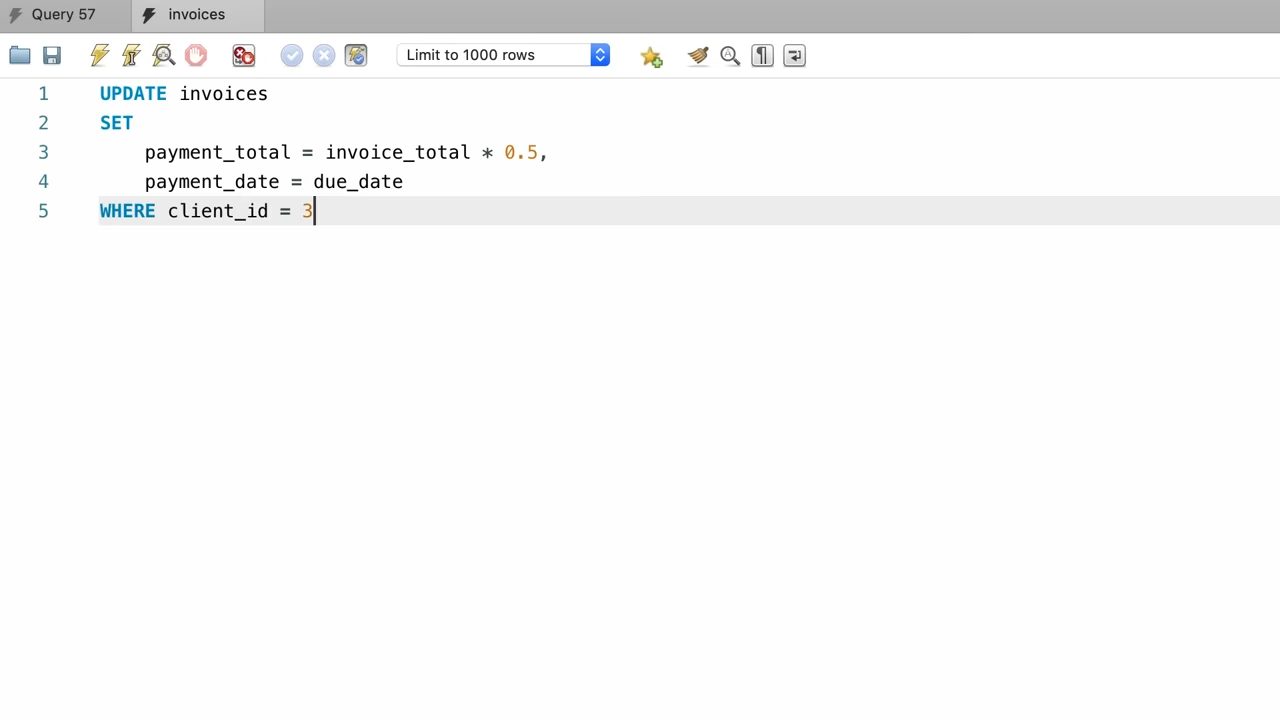 Query 57
invoices
Limit to 1000 rows
1 UPDATE invoices
2 SET
3 payment_total = invoice_total * 0.5,
4 payment_date = due_date
5 WHERE client_id = 3